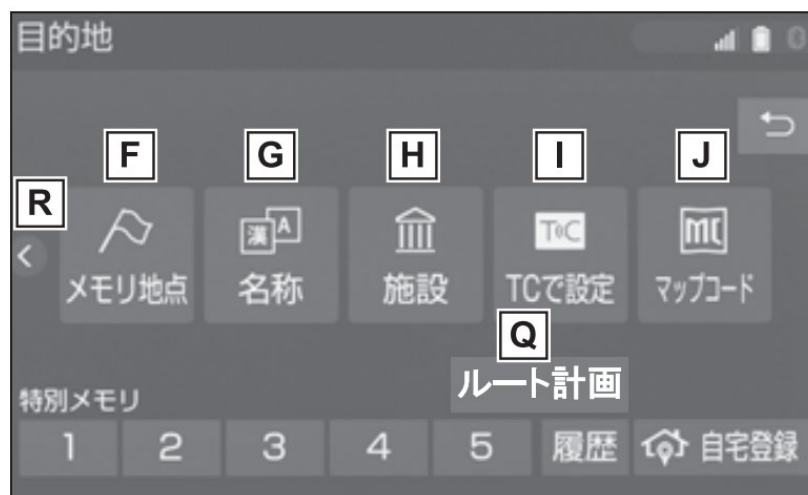 目的地
F G H I J
R
漢 A T C MC
メモリ地点 名称 施設 TCで設定 マップコード
Q
ルート計画
特別メモリ
1 2 3 4 5 履歴 自宅登録